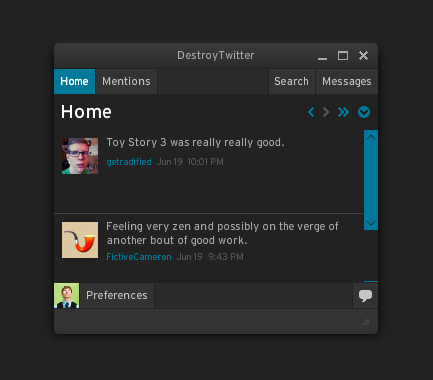 DestroyTwitter
Home Mentions Search Messages
Home
Toy Story 3 was really really good.
getradified Jun 19 10:01 PM
Feeling very zen and possibly on the verge of
another bout of good work.
FictiveCameron Jun 19 9:43 PM
Preferences